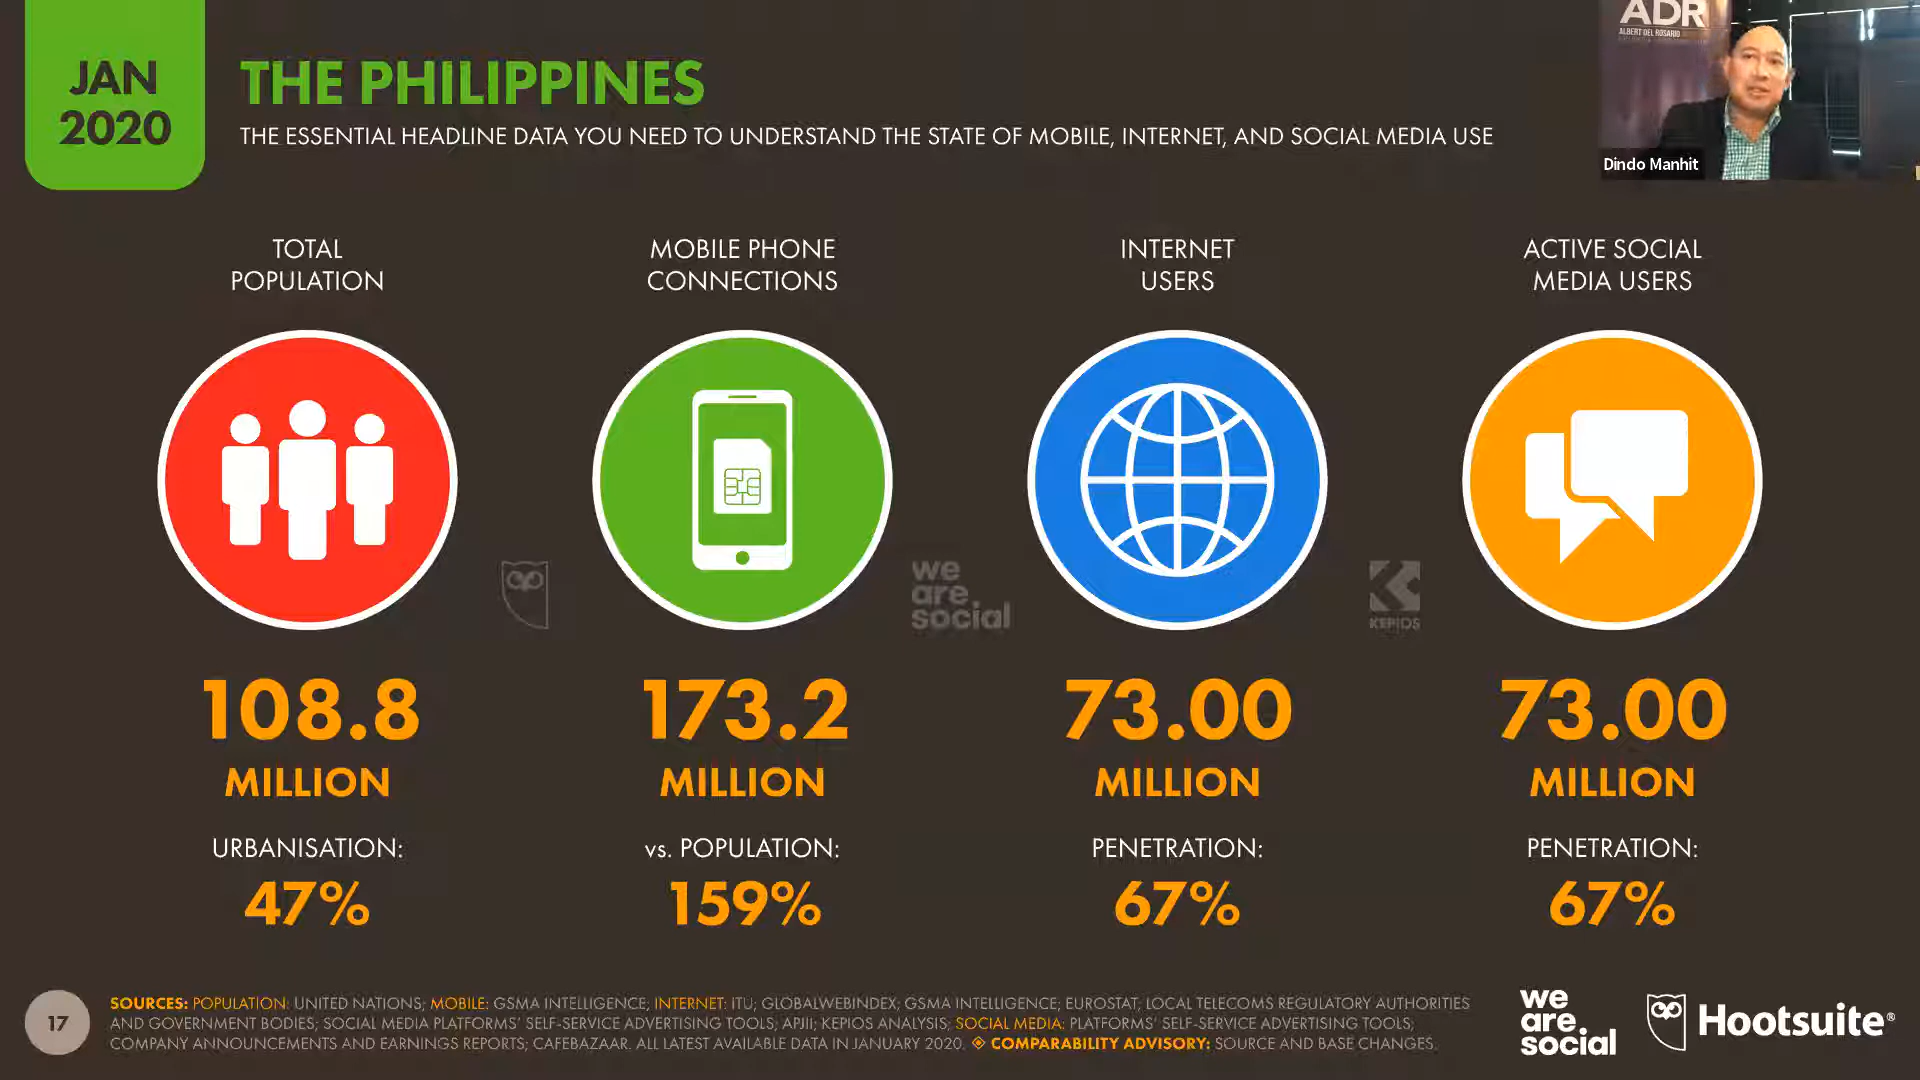 JAN
2020
THE PHILIPPINES
THE ESSENTIAL HEADLINE DATA YOU NEED TO UNDERSTAND THE STATE OF MOBILE, INTERNET, AND SOCIAL MEDIA USE
ADR
ALBERT DEL ROSARIO
Dindo Manhit
TOTAL
POPULATION
MOBILE PHONE
CONNECTIONS
INTERNET
USERS
ACTIVE SOCIAL
MEDIA USERS
we
are.
social
KEPIOS
108.8
MILLION
173.2
MILLION
73.00
MILLION
73.00
MILLION
URBANISATION:
47%
vs. POPULATION:
159%
PENETRATION:
67%
PENETRATION:
67%
17
SOURCES: POPULATION: UNITED NATIONS; MOBILE: GSMA INTELLIGENCE; INTERNET: ITU; GLOBALWEBINDEX; GSMA INTELLIGENCE; EUROSTAT; LOCAL TELECOMS REGULATORY AUTHORITIES
AND GOVERNMENT BODIES; SOCIAL MEDIA PLATFORMS' SELF-SERVICE ADVERTISING TOOLS; APJII; KEPIOS ANALYSIS; SOCIAL MEDIA: PLATFORMS' SELF-SERVICE ADVERTISING TOOLS;
COMPANY ANNOUNCEMENTS AND EARNINGS REPORTS; CAFEBAZAAR. ALL LATEST AVAILABLE DATA IN JANUARY 2020. ◈ COMPARABILITY ADVISORY: SOURCE AND BASE CHANGES.
we
are.
social
Hootsuite®